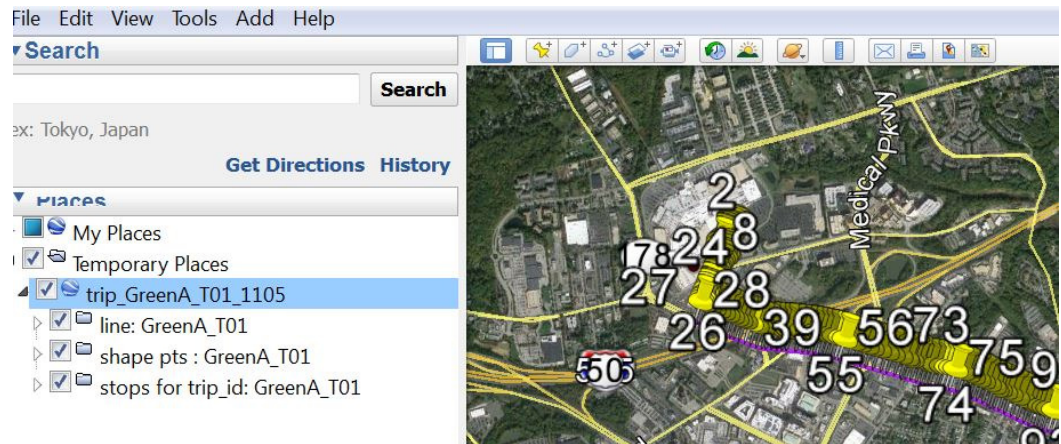 File Edit View Tools Add Help
Search
Search
ex: Tokyo, Japan
Get Directions History
Places
My Places
Temporary Places
trip_GreenA_T01_1105
line: GreenA_T01
shape pts : GreenA_T01
stops for trip_id: GreenA_T01
Medical Pkwy
2
8
24
27
28
26
39
56
73
75
9
55
74
50